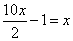 10x/2 − 1 = x